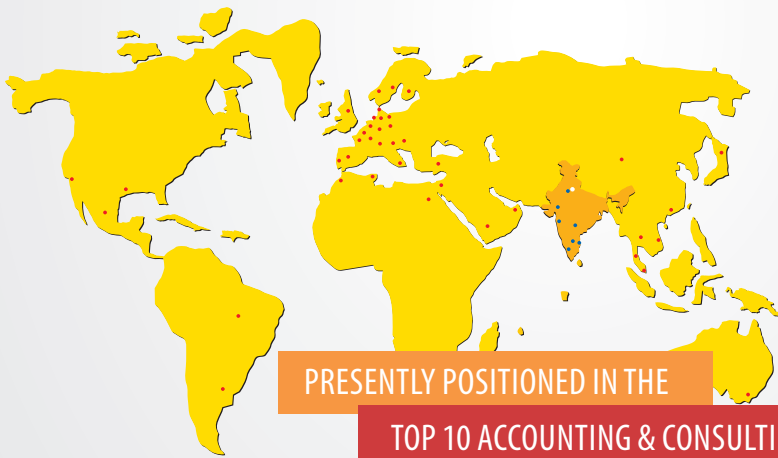 PRESENTLY POSITIONED IN THE
TOP 10 ACCOUNTING & CONSULTI